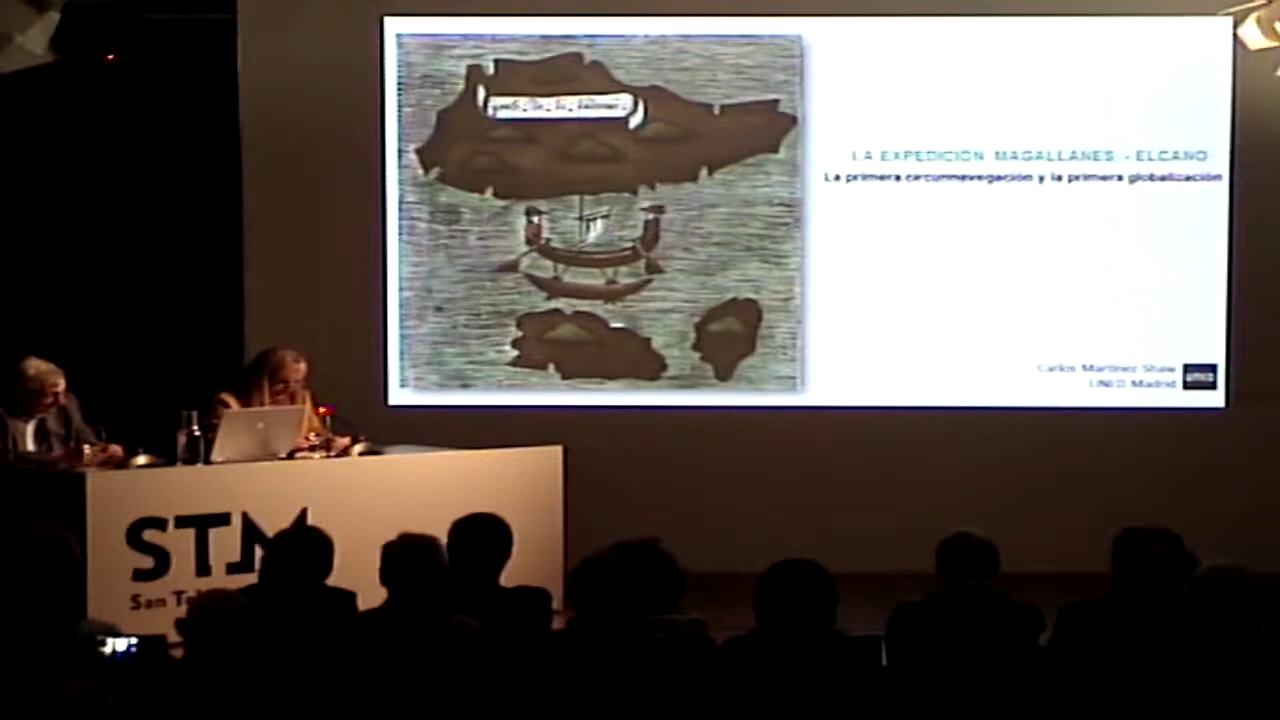 LA EXPEDICIÓN MAGALLANES - ELCANO
La primera circunnavegación y la primera globalización
Carlos Martínez Shaw
UNED Madrid
UNED
STM
San Te